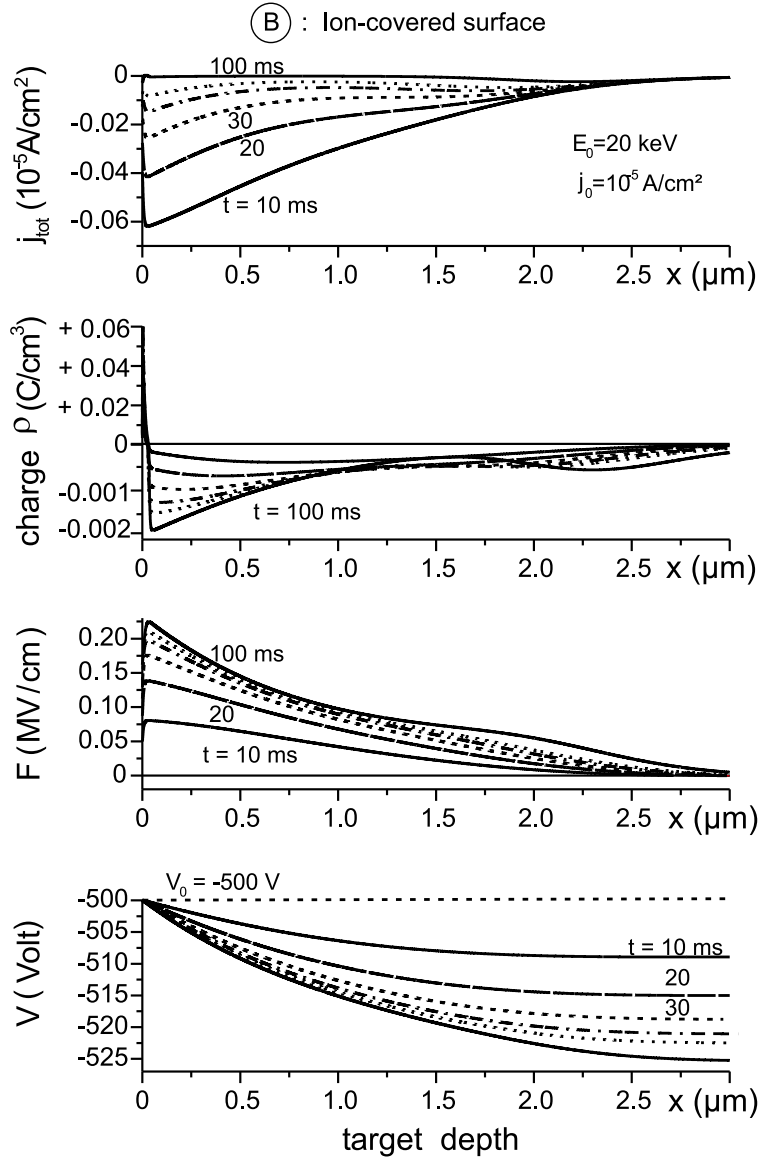 B : Ion-covered surface
j_tot (10⁻⁵A/cm²)
0
-0.02
-0.04
-0.06
100 ms
30
20
t = 10 ms
E₀=20 keV
j₀=10⁻⁵A/cm²
0 0.5 1.0 1.5 2.0 2.5 x (µm)
charge ρ (C/cm³)
+ 0.06
+ 0.02
+ 0.04
0
-0.001
-0.002
t = 100 ms
0 0.5 1.0 1.5 2.0 2.5 x (µm)
F (MV/cm)
0.20
0.15
0.10
0.05
0
100 ms
20
t = 10 ms
0 0.5 1.0 1.5 2.0 2.5 x (µm)
V ( Volt)
-500
-505
-510
-515
-520
-525
V₀ = -500 V
t = 10 ms
20
30
0 0.5 1.0 1.5 2.0 2.5 x (µm)
target depth